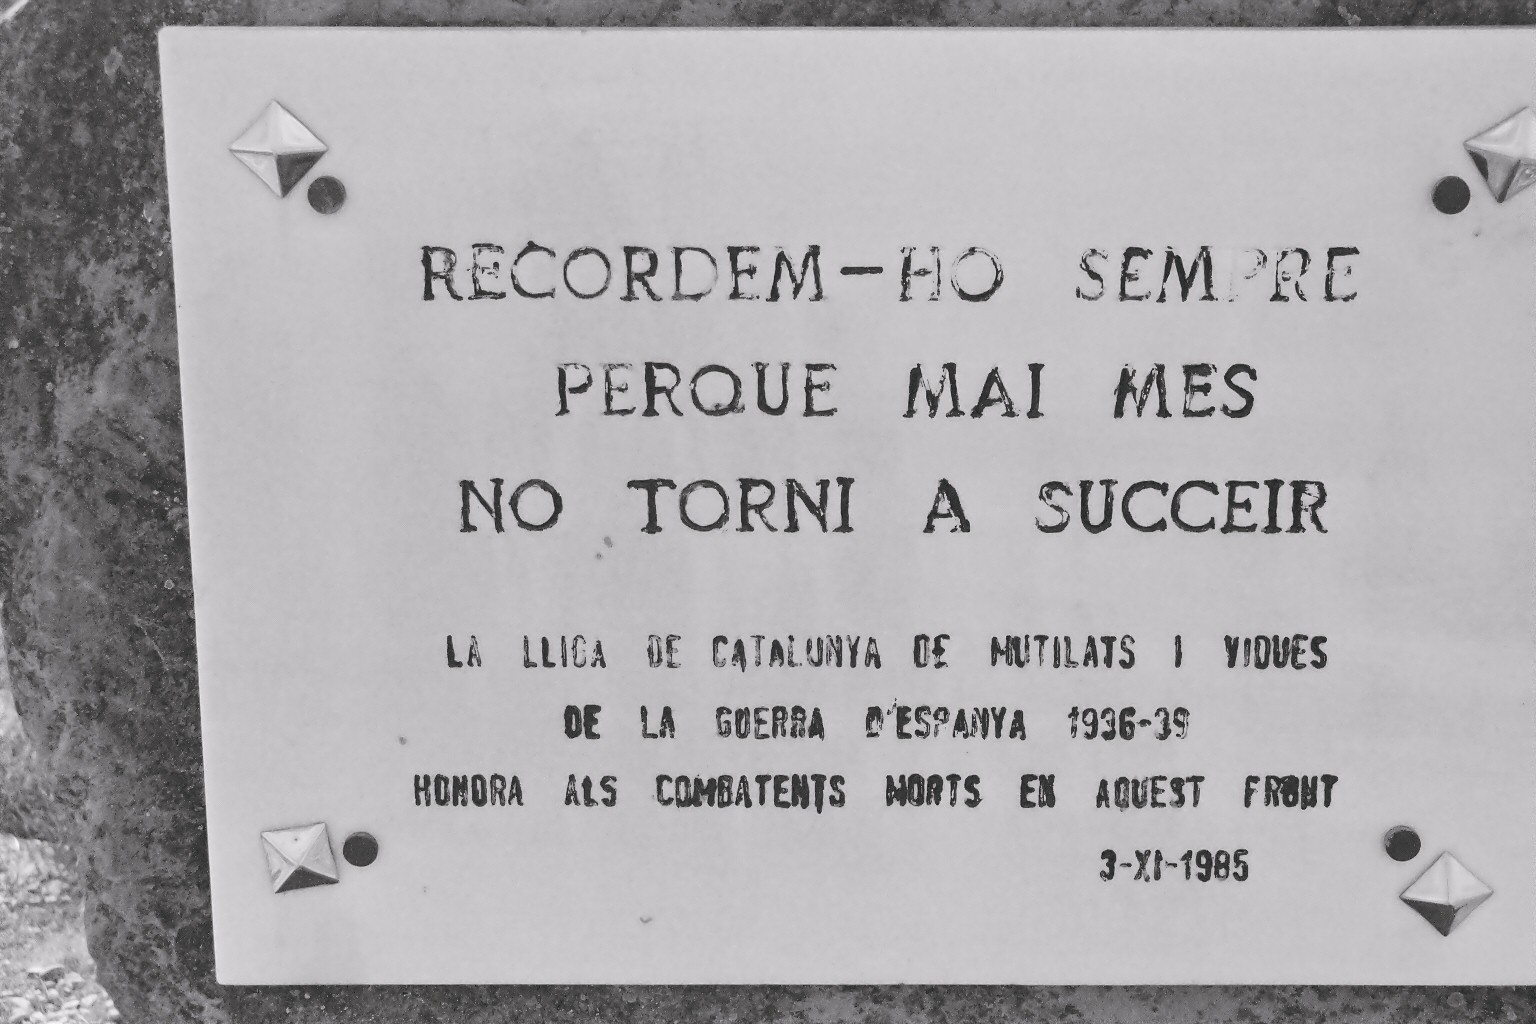 RECORDEM-HO SEMPRE
PERQUE MAI MES
NO TORNI A SUCCEIR
LA LLIGA DE CATALUNYA DE MUTILATS I VIDUES
DE LA GUERRA D'ESPANYA 1936-39
HONORA ALS COMBATENTS MORTS EN AQUEST FRONT
3-XI-1985